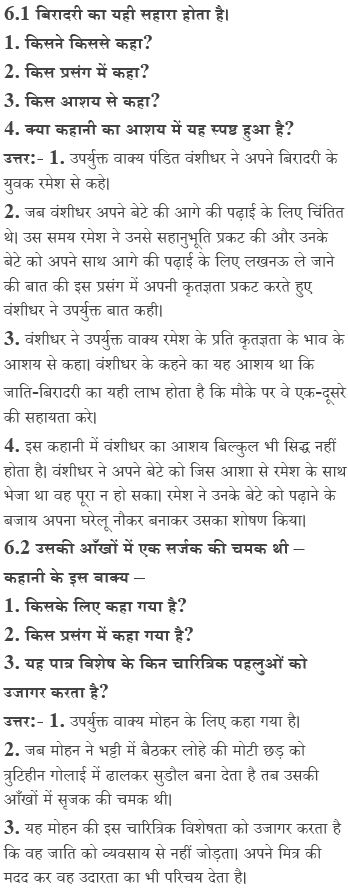 6.1 बिरादरी का यही सहारा होता है।
1. किसने किससे कहा?
2. किस प्रसंग में कहा?
3. किस आशय से कहा?
4. क्या कहानी का आशय में यह स्पष्ट हुआ है?
उत्तर:- 1. उपर्युक्त वाक्य पंडित वंशीधर ने अपने बिरादरी के
युवक रमेश से कहे।
2. जब वंशीधर अपने बेटे की आगे की पढ़ाई के लिए चिंतित
थे। उस समय रमेश ने उनसे सहानुभूति प्रकट की और उनके
बेटे को अपने साथ आगे की पढ़ाई के लिए लखनऊ ले जाने
की बात की इस प्रसंग में अपनी कृतज्ञता प्रकट करते हुए
वंशीधर ने उपर्युक्त बात कही।
3. वंशीधर ने उपर्युक्त वाक्य रमेश के प्रति कृतज्ञता के भाव के
आशय से कहा। वंशीधर के कहने का यह आशय था कि
जाति-बिरादरी का यही लाभ होता है कि मौके पर वे एक-दूसरे
की सहायता करे।
4. इस कहानी में वंशीधर का आशय बिल्कुल भी सिद्ध नहीं
होता है। वंशीधर ने अपने बेटे को जिस आशा से रमेश के साथ
भेजा था वह पूरा न हो सका। रमेश ने उनके बेटे को पढ़ाने के
बजाय अपना घरेलू नौकर बनाकर उसका शोषण किया।
6.2 उसकी आँखों में एक सर्जक की चमक थी –
कहानी के इस वाक्य –
1. किसके लिए कहा गया है?
2. किस प्रसंग में कहा गया है?
3. यह पात्र विशेष के किन चारित्रिक पहलुओं को
उजागर करता है?
उत्तर:- 1. उपर्युक्त वाक्य मोहन के लिए कहा गया है।
2. जब मोहन ने भट्टी में बैठकर लोहे की मोटी छड़ को
त्रुटिहीन गोलाई में ढालकर सुडौल बना देता है तब उसकी
आँखों में सृजक की चमक थी।
3. यह मोहन की इस चारित्रिक विशेषता को उजागर करता है
कि वह जाति को व्यवसाय से नहीं जोड़ता। अपने मित्र की
मदद कर वह उदारता का भी परिचय देता है।